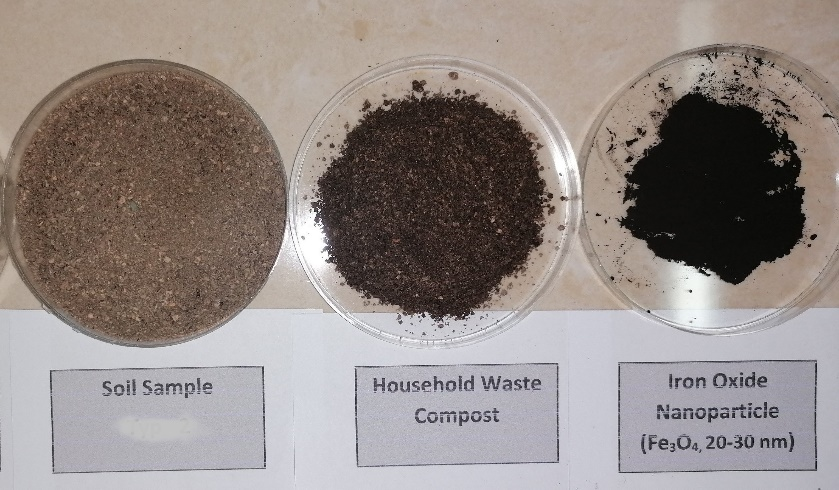 Soil Sample
Household Waste
Compost
Iron Oxide
Nanoparticle
(Fe₃O₄, 20-30 nm)